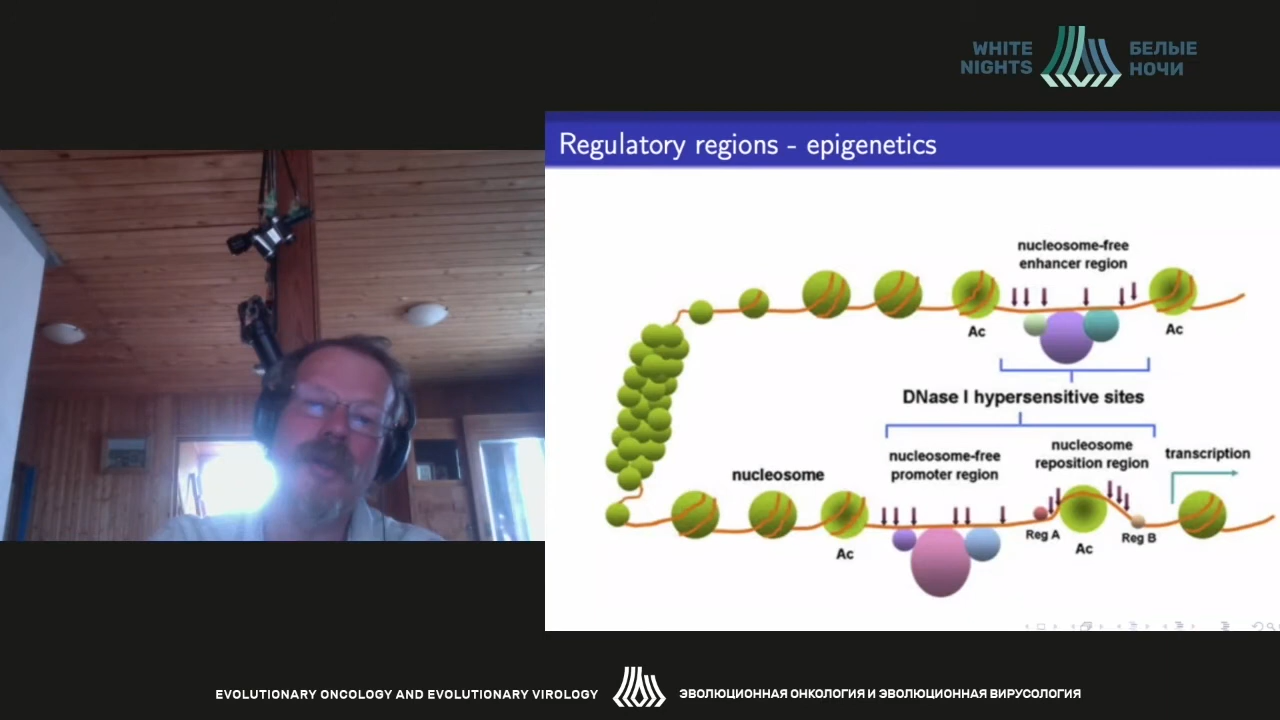 WHITE
NIGHTS
БЕЛЫЕ
НОЧИ
Regulatory regions - epigenetics
nucleosome-free
enhancer region
Ac
Ac
DNase I hypersensitive sites
nucleosome
nucleosome-free
promoter region
nucleosome
reposition region
transcription
Ac
Reg A
Ac
Reg B
EVOLUTIONARY ONCOLOGY AND EVOLUTIONARY VIROLOGY
ЭВОЛЮЦИОННАЯ ОНКОЛОГИЯ И ЭВОЛЮЦИОННАЯ ВИРУСОЛОГИЯ